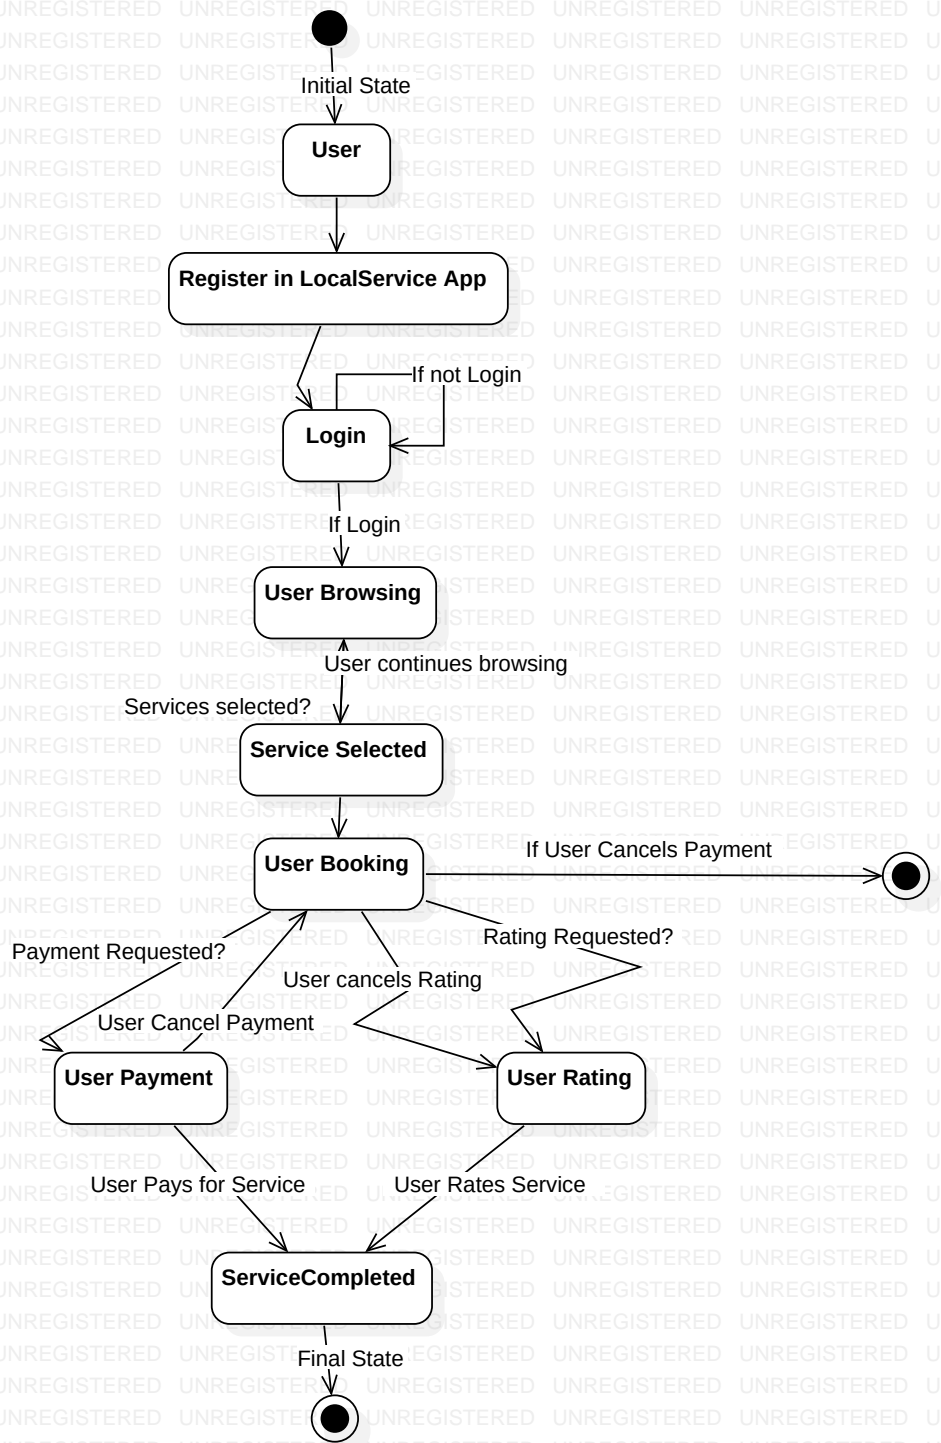 Initial State
User
Register in LocalService App
If not Login
Login
If Login
User Browsing
User continues browsing
Services selected?
Service Selected
User Booking
If User Cancels Payment
Rating Requested?
Payment Requested?
User cancels Rating
User Cancel Payment
User Payment
User Rating
User Pays for Service
User Rates Service
ServiceCompleted
Final State
UNREGISTERED